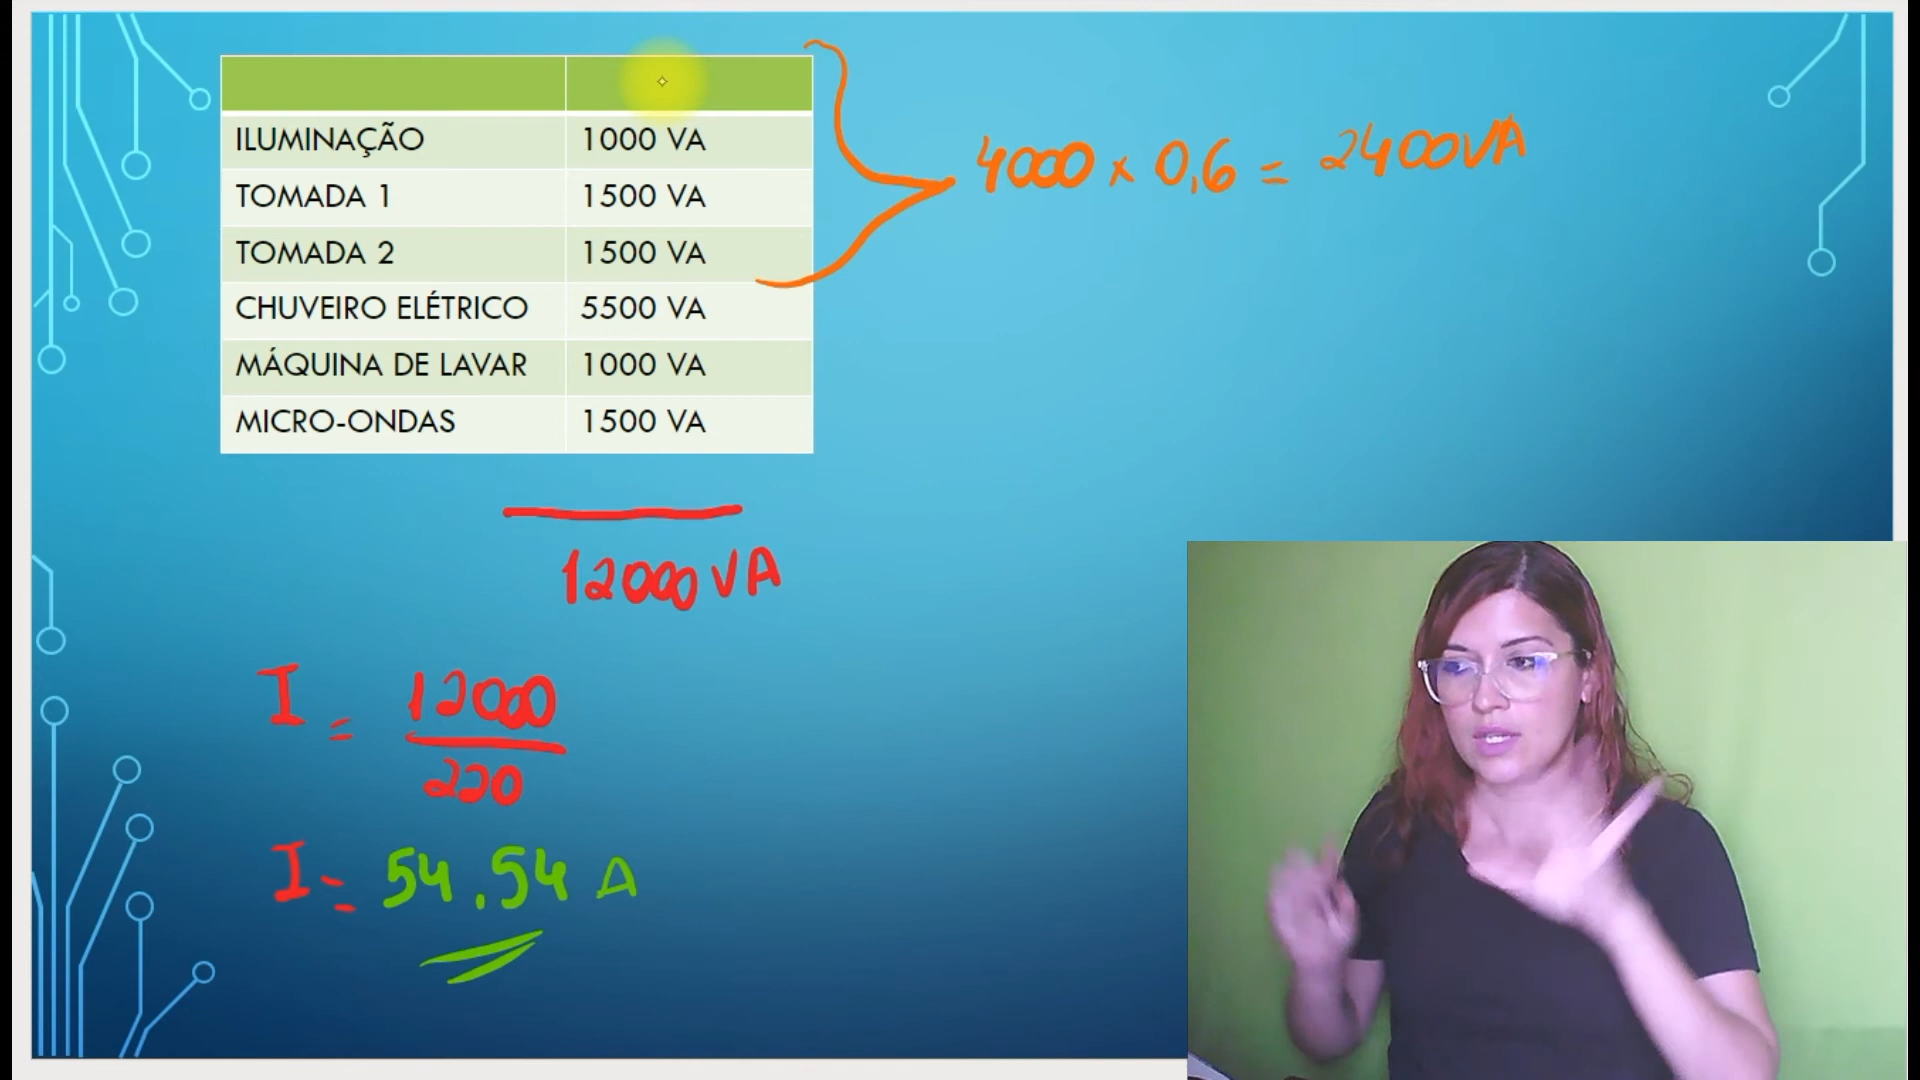 ILUMINAÇÃO 1000 VA
TOMADA 1 1500 VA
TOMADA 2 1500 VA
CHUVEIRO ELÉTRICO 5500 VA
MÁQUINA DE LAVAR 1000 VA
MICRO-ONDAS 1500 VA
4000 x 0,6 = 2400VA
12000 VA
I = 12000
220
I = 54.54 A